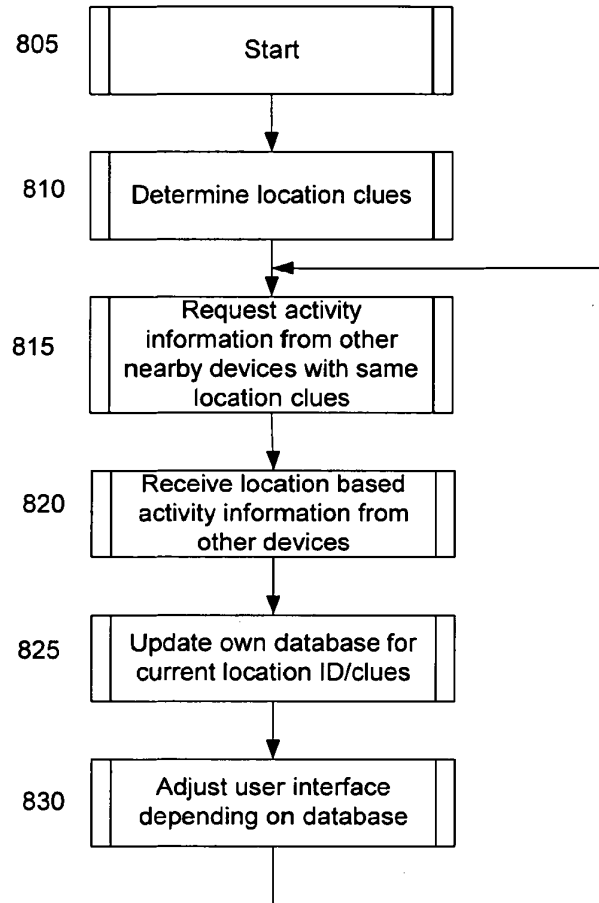 805
Start
810
Determine location clues
815
Request activity
information from other
nearby devices with same
location clues
820
Receive location based
activity information from
other devices
825
Update own database for
current location ID/clues
830
Adjust user interface
depending on database